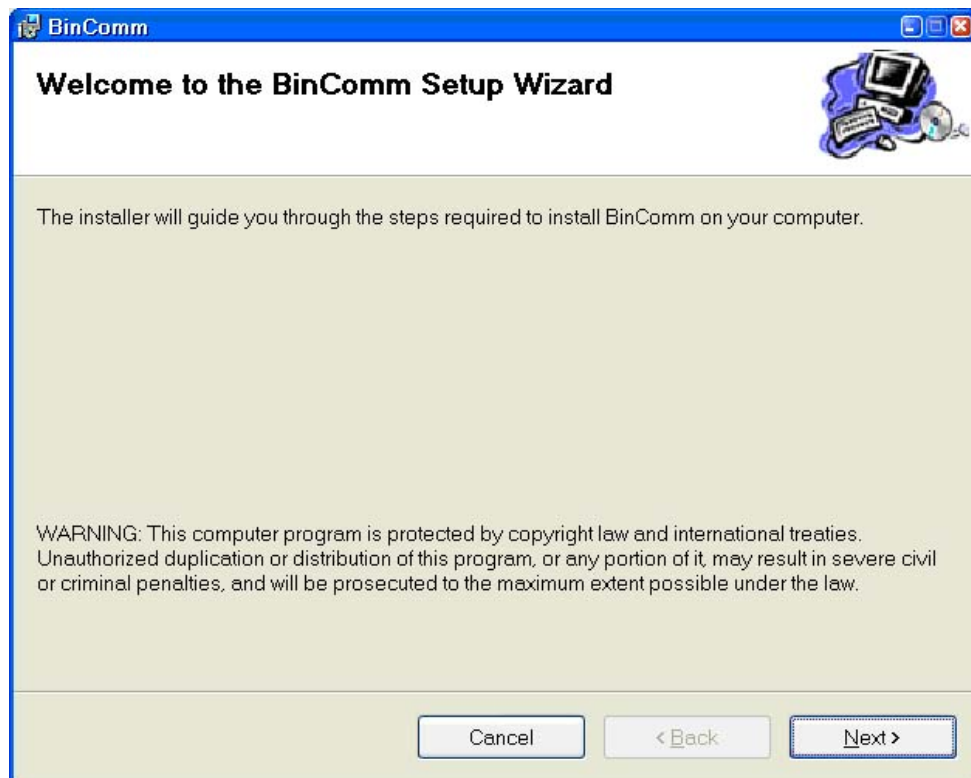 BinComm
Welcome to the BinComm Setup Wizard
The installer will guide you through the steps required to install BinComm on your computer.
WARNING: This computer program is protected by copyright law and international treaties.
Unauthorized duplication or distribution of this program, or any portion of it, may result in severe civil
or criminal penalties, and will be prosecuted to the maximum extent possible under the law.
Cancel
< Back
Next >